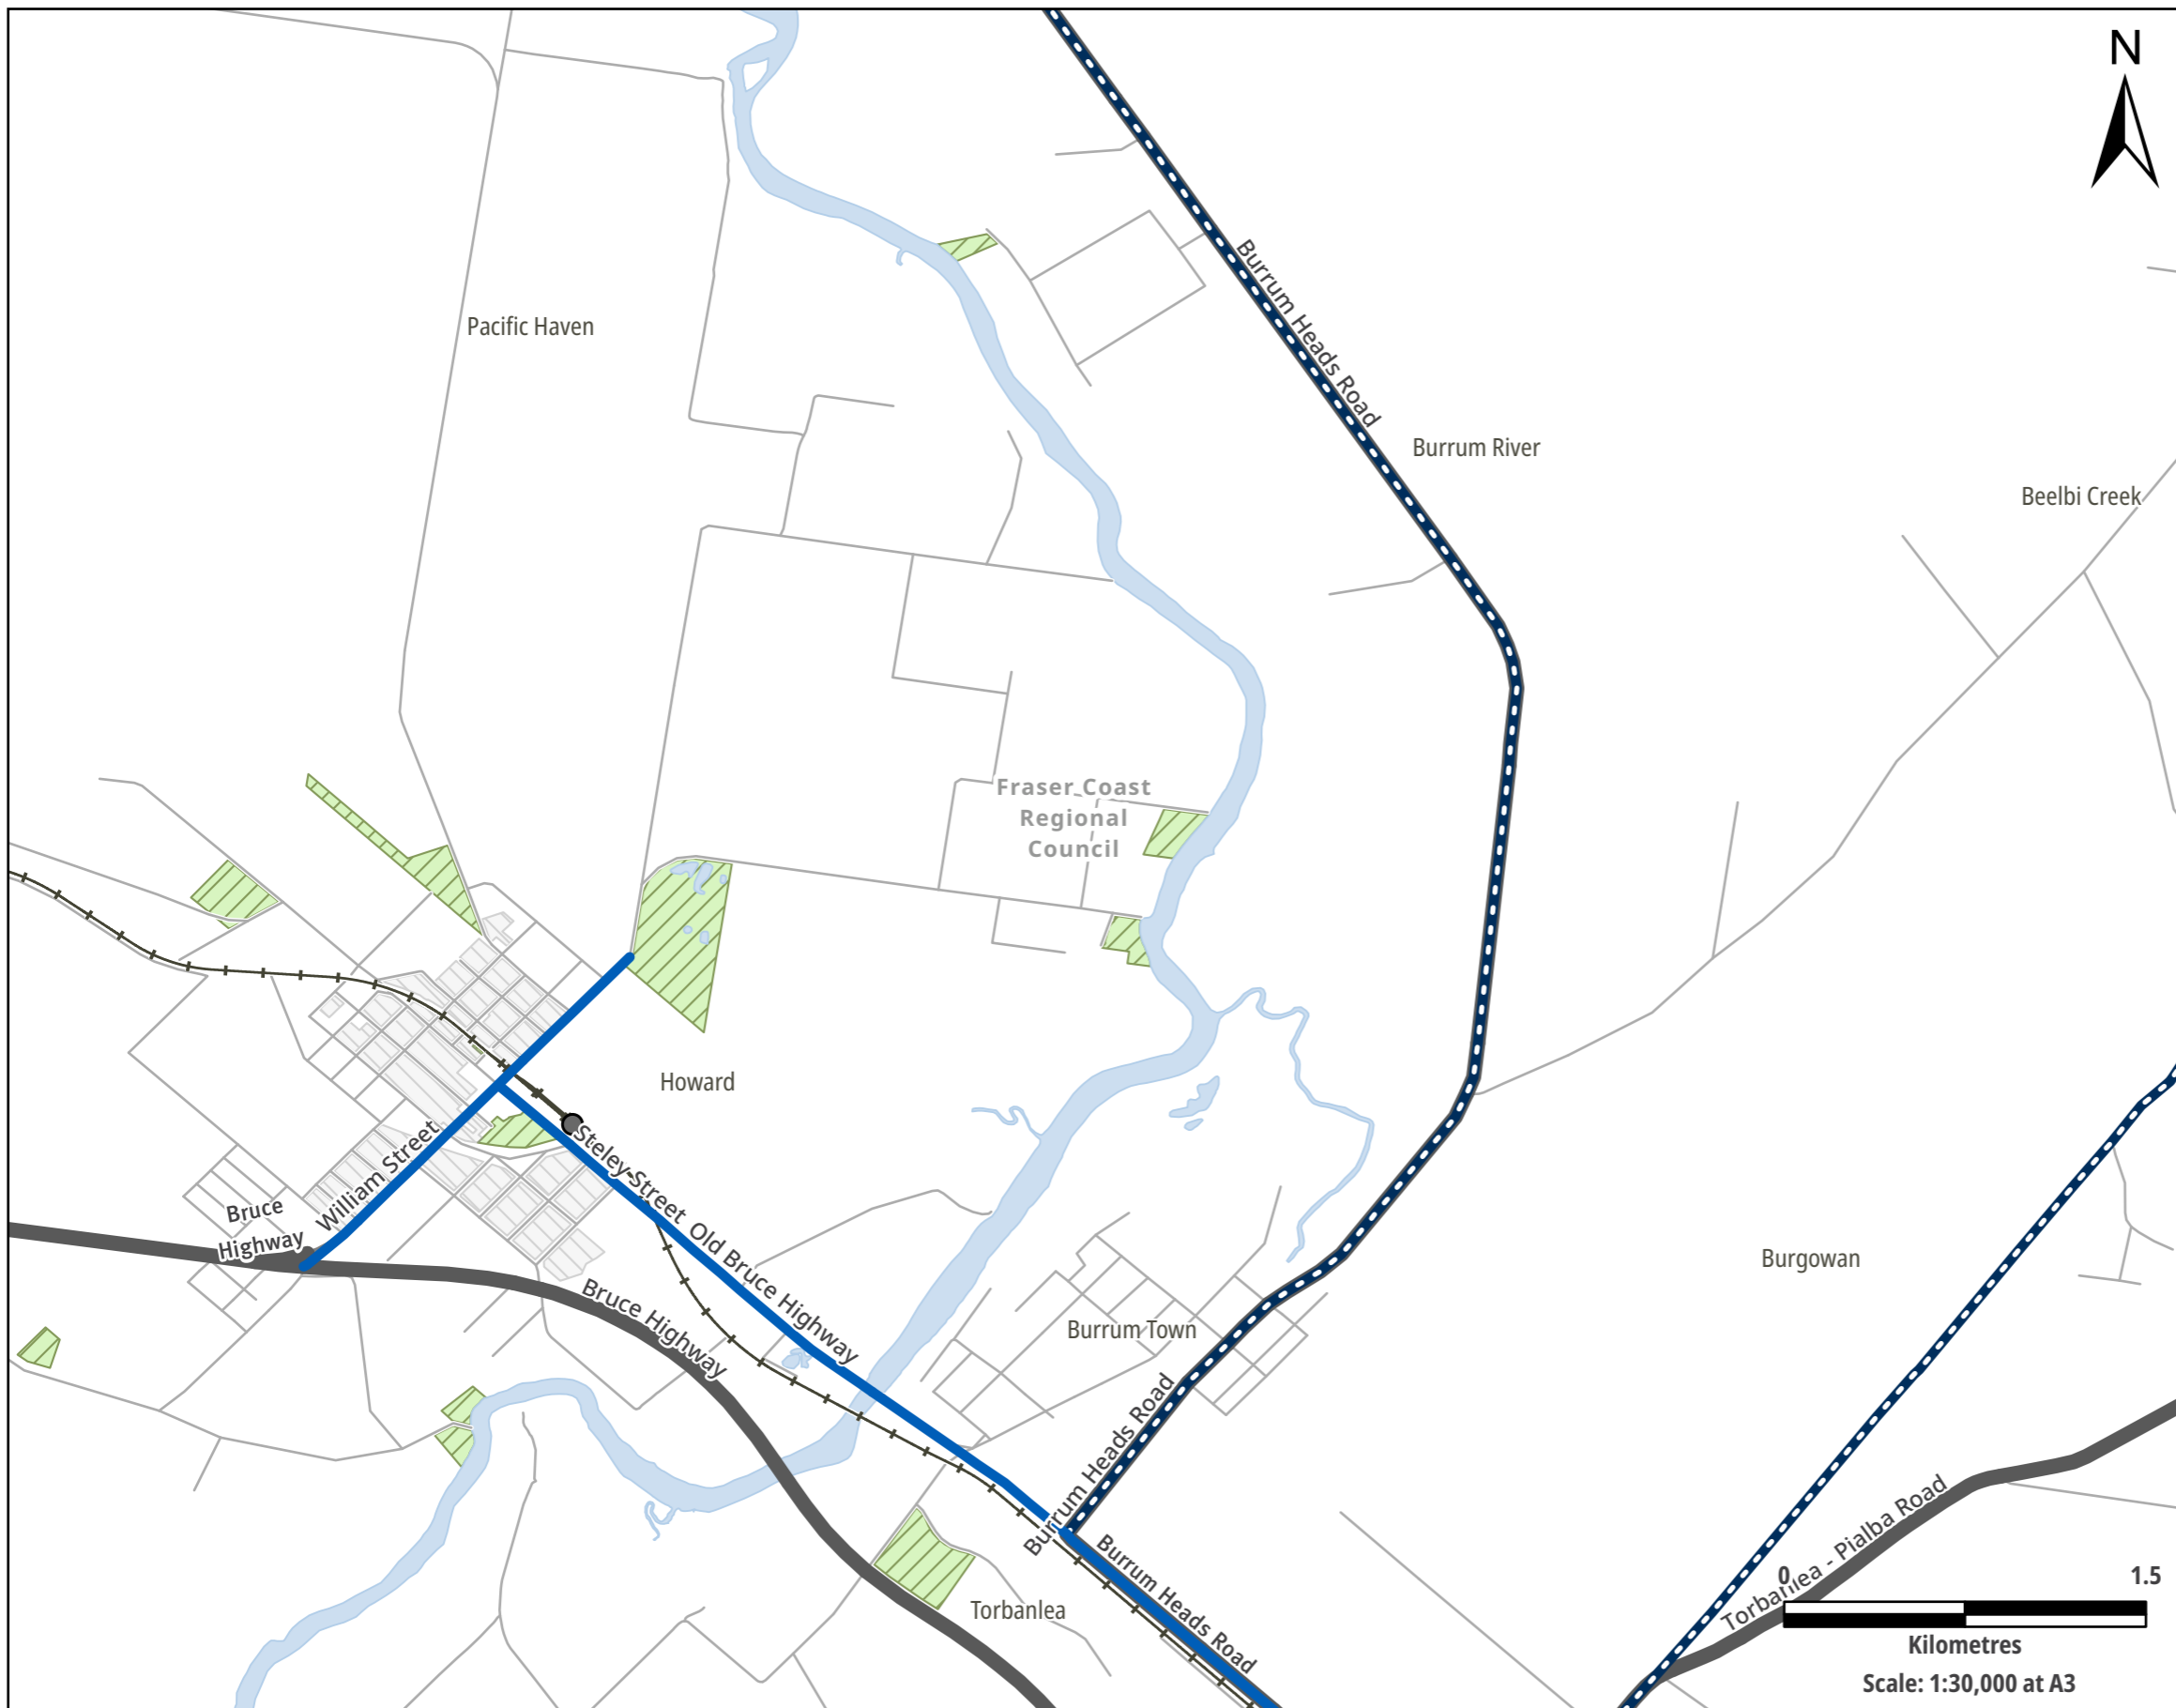 N
Burrum Heads Road
Pacific Haven
Burrum River
Beelbi Creek
Fraser Coast
Regional
Council
Howard
Steley Street
William Street
Bruce
Highway
Old Bruce Highway
Bruce Highway
Burgowan
Burrum Town
Burrum Heads Road
Burrum Heads Road
Torbanlea
Torbanlea - Pialba Road
0
1.5
Kilometres
Scale: 1:30,000 at A3